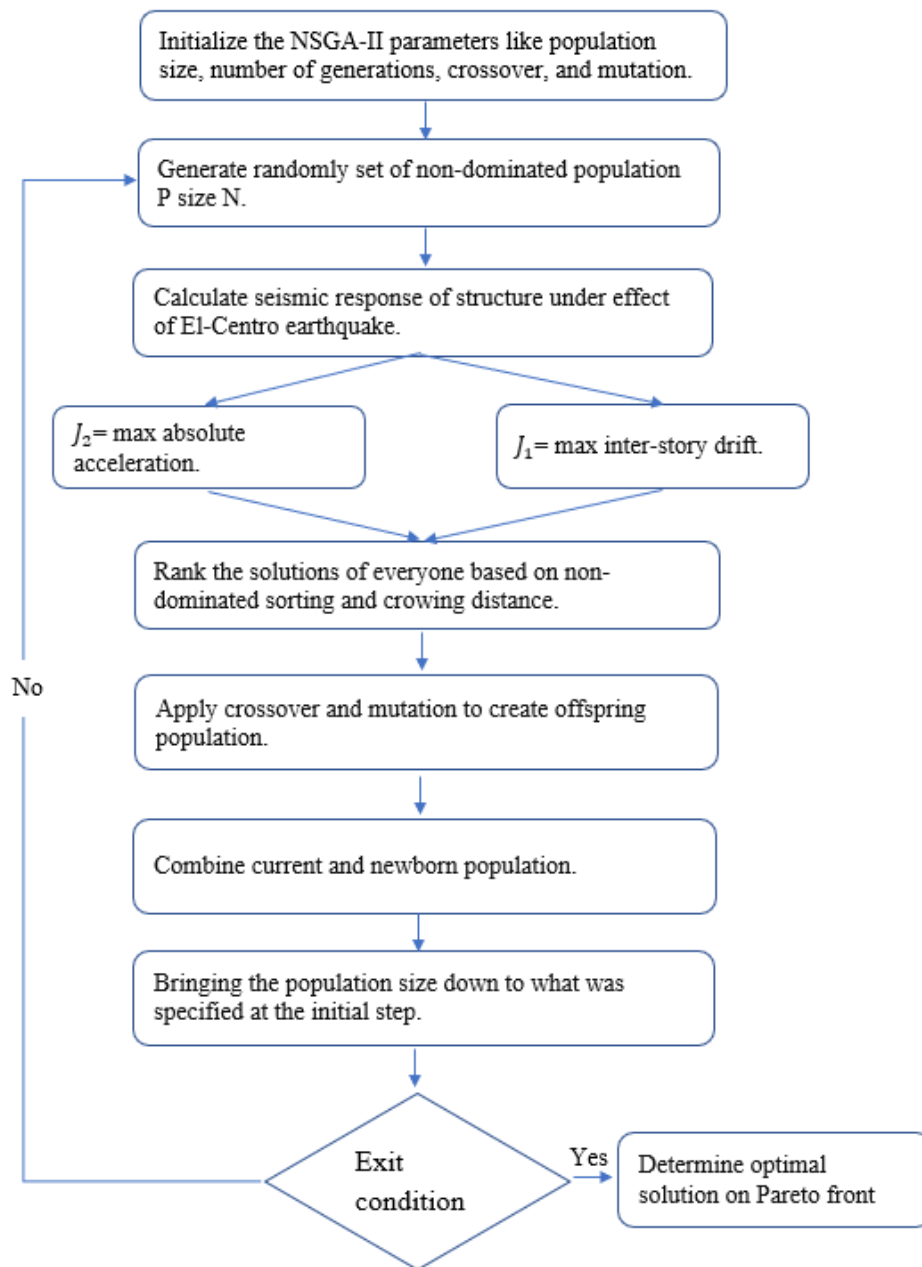 Initialize the NSGA-II parameters like population
size, number of generations, crossover, and mutation.
Generate randomly set of non-dominated population
P size N.
Calculate seismic response of structure under effect
of El-Centro earthquake.
J₂= max absolute
acceleration.
J₁= max inter-story drift.
Rank the solutions of everyone based on non-
dominated sorting and crowing distance.
No
Apply crossover and mutation to create offspring
population.
Combine current and newborn population.
Bringing the population size down to what was
specified at the initial step.
Exit
condition
Yes
Determine optimal
solution on Pareto front